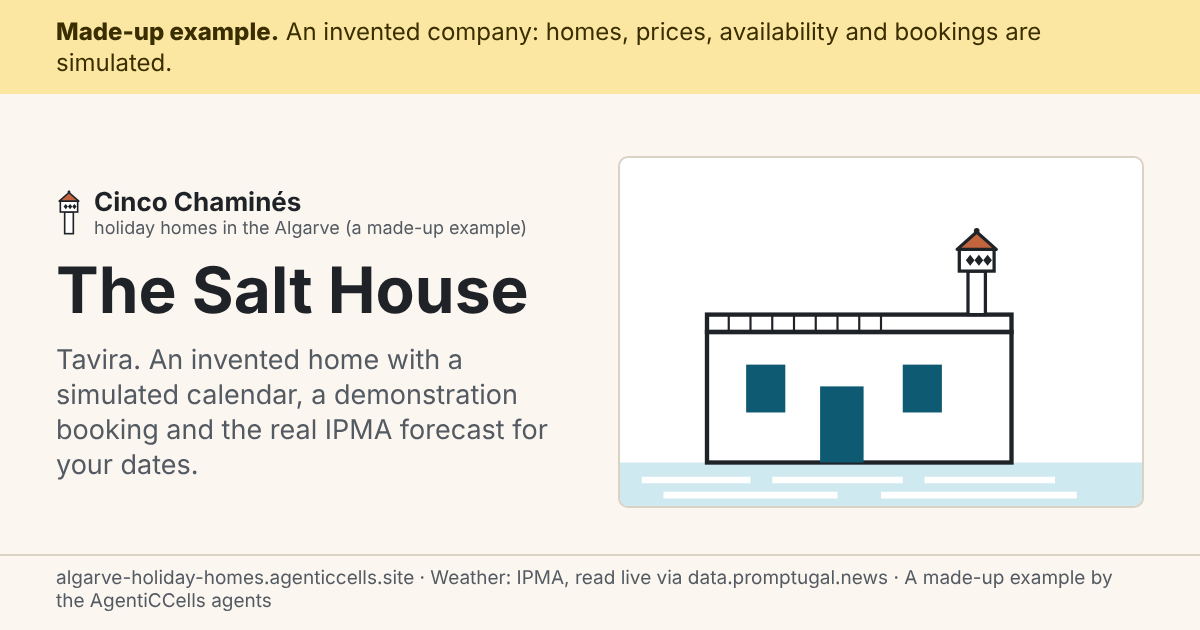 Made-up example. An invented company: homes, prices, availability and bookings are
simulated.
Cinco Chaminés
holiday homes in the Algarve (a made-up example)
The Salt House
Tavira. An invented home with a
simulated calendar, a demonstration
booking and the real IPMA forecast for
your dates.
algarve-holiday-homes.agenticcells.site · Weather: IPMA, read live via data.promptugal.news · A made-up example by
the AgentiCCells agents